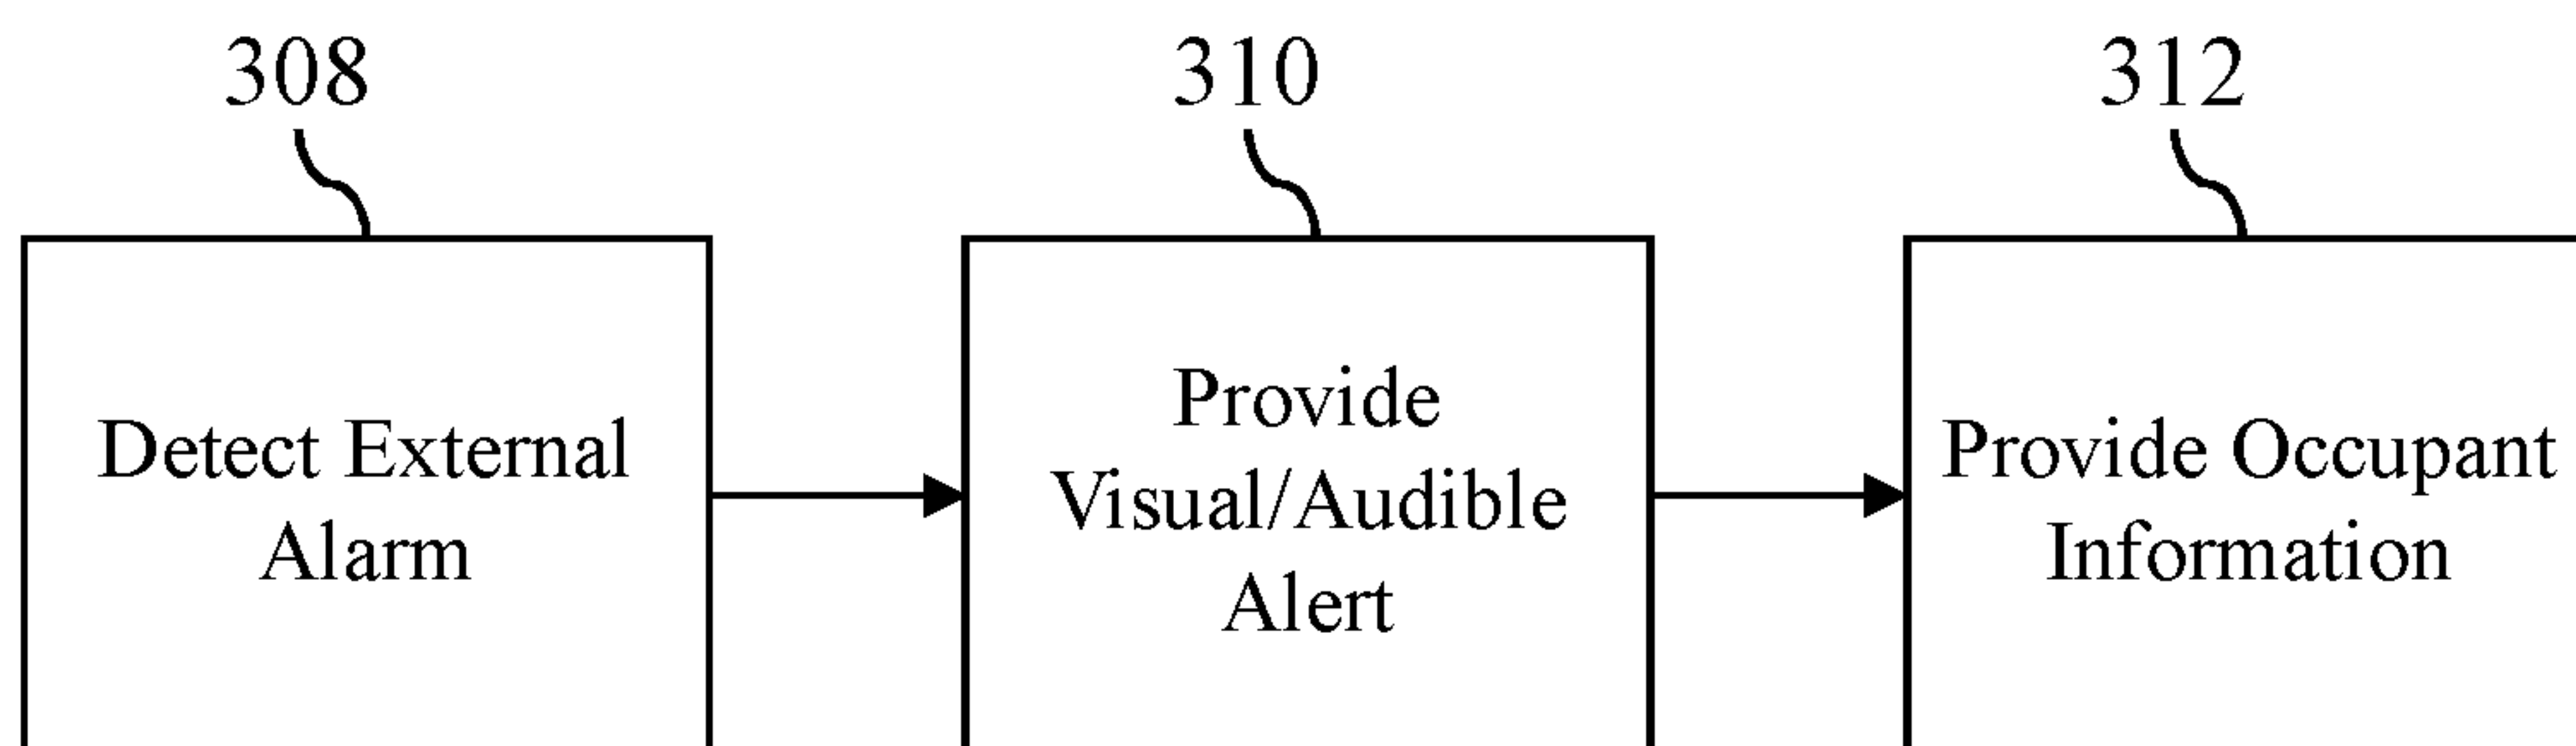 308
310
312
Detect External
Alarm
Provide
Visual/Audible
Alert
Provide Occupant
Information